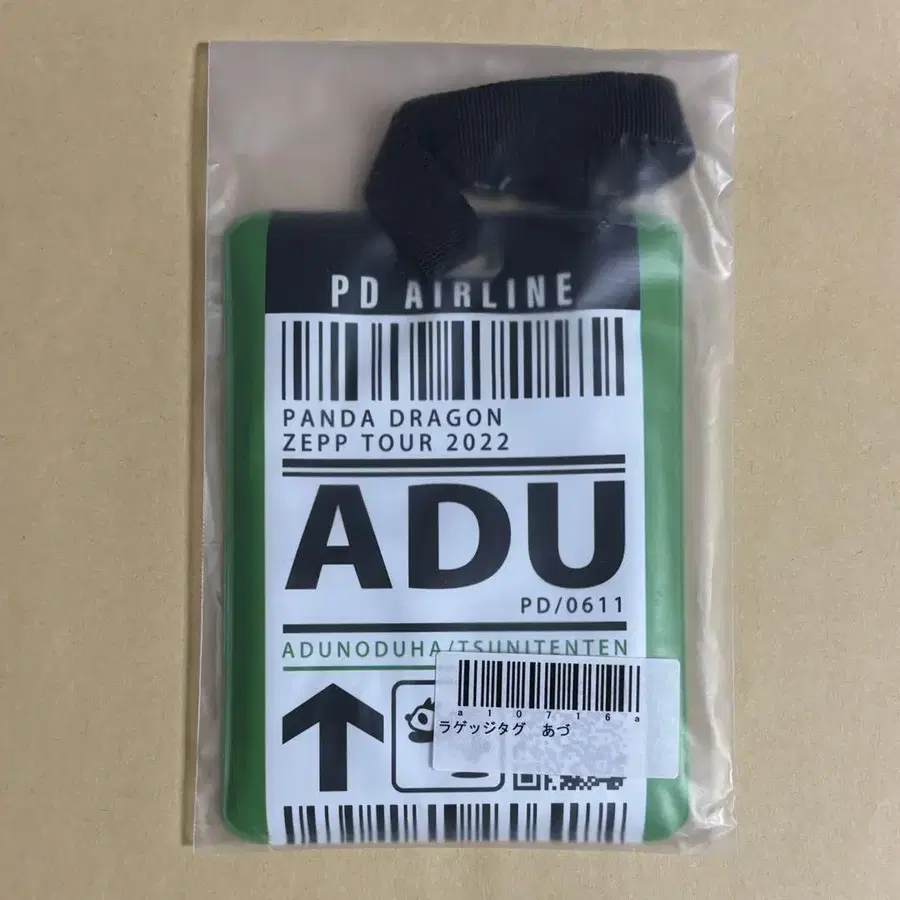 PD AIRLINE
PANDA DRAGON
ZEPP TOUR 2022
ADU
PD/0611
ADUNODUHA/TSUNITENTEN
a10716a
ラゲッジタグ あづ